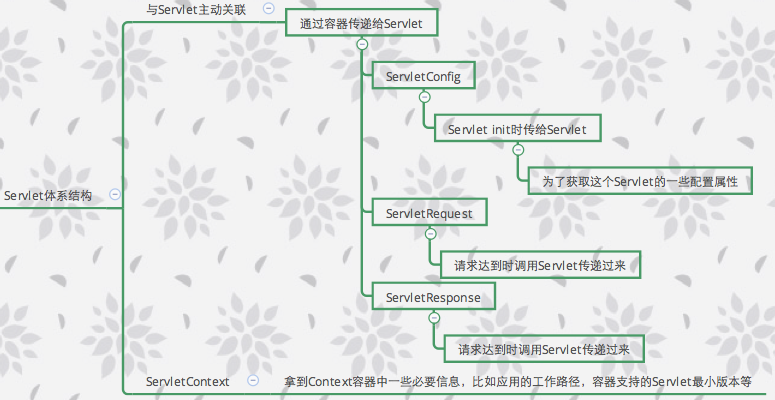 与Servlet主动关联
通过容器传递给Servlet
ServletConfig
Servlet init时传给Servlet
为了获取这个Servlet的一些配置属性
Servlet体系结构
ServletRequest
请求达到时调用Servlet传递过来
ServletResponse
请求达到时调用Servlet传递过来
ServletContext
拿到Context容器中一些必要信息，比如应用的工作路径，容器支持的Servlet最小版本等